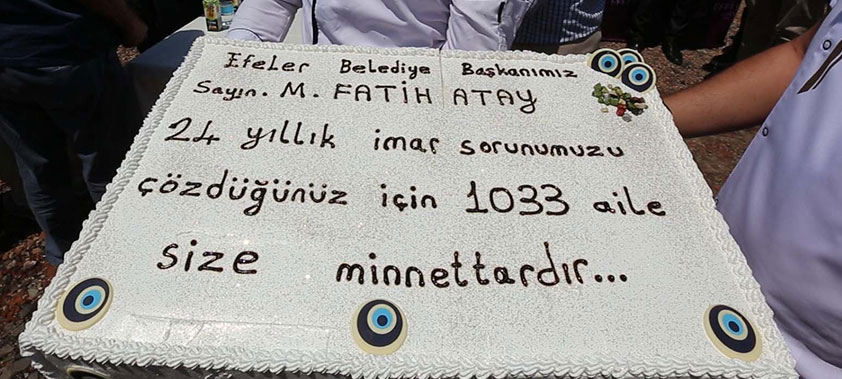 Efeler Belediye Başkanımız
Sayın. M. FATİH ATAY
24 yıllık imar sorunumuzu
çözdüğünüz için 1033 aile
size minnettardır...